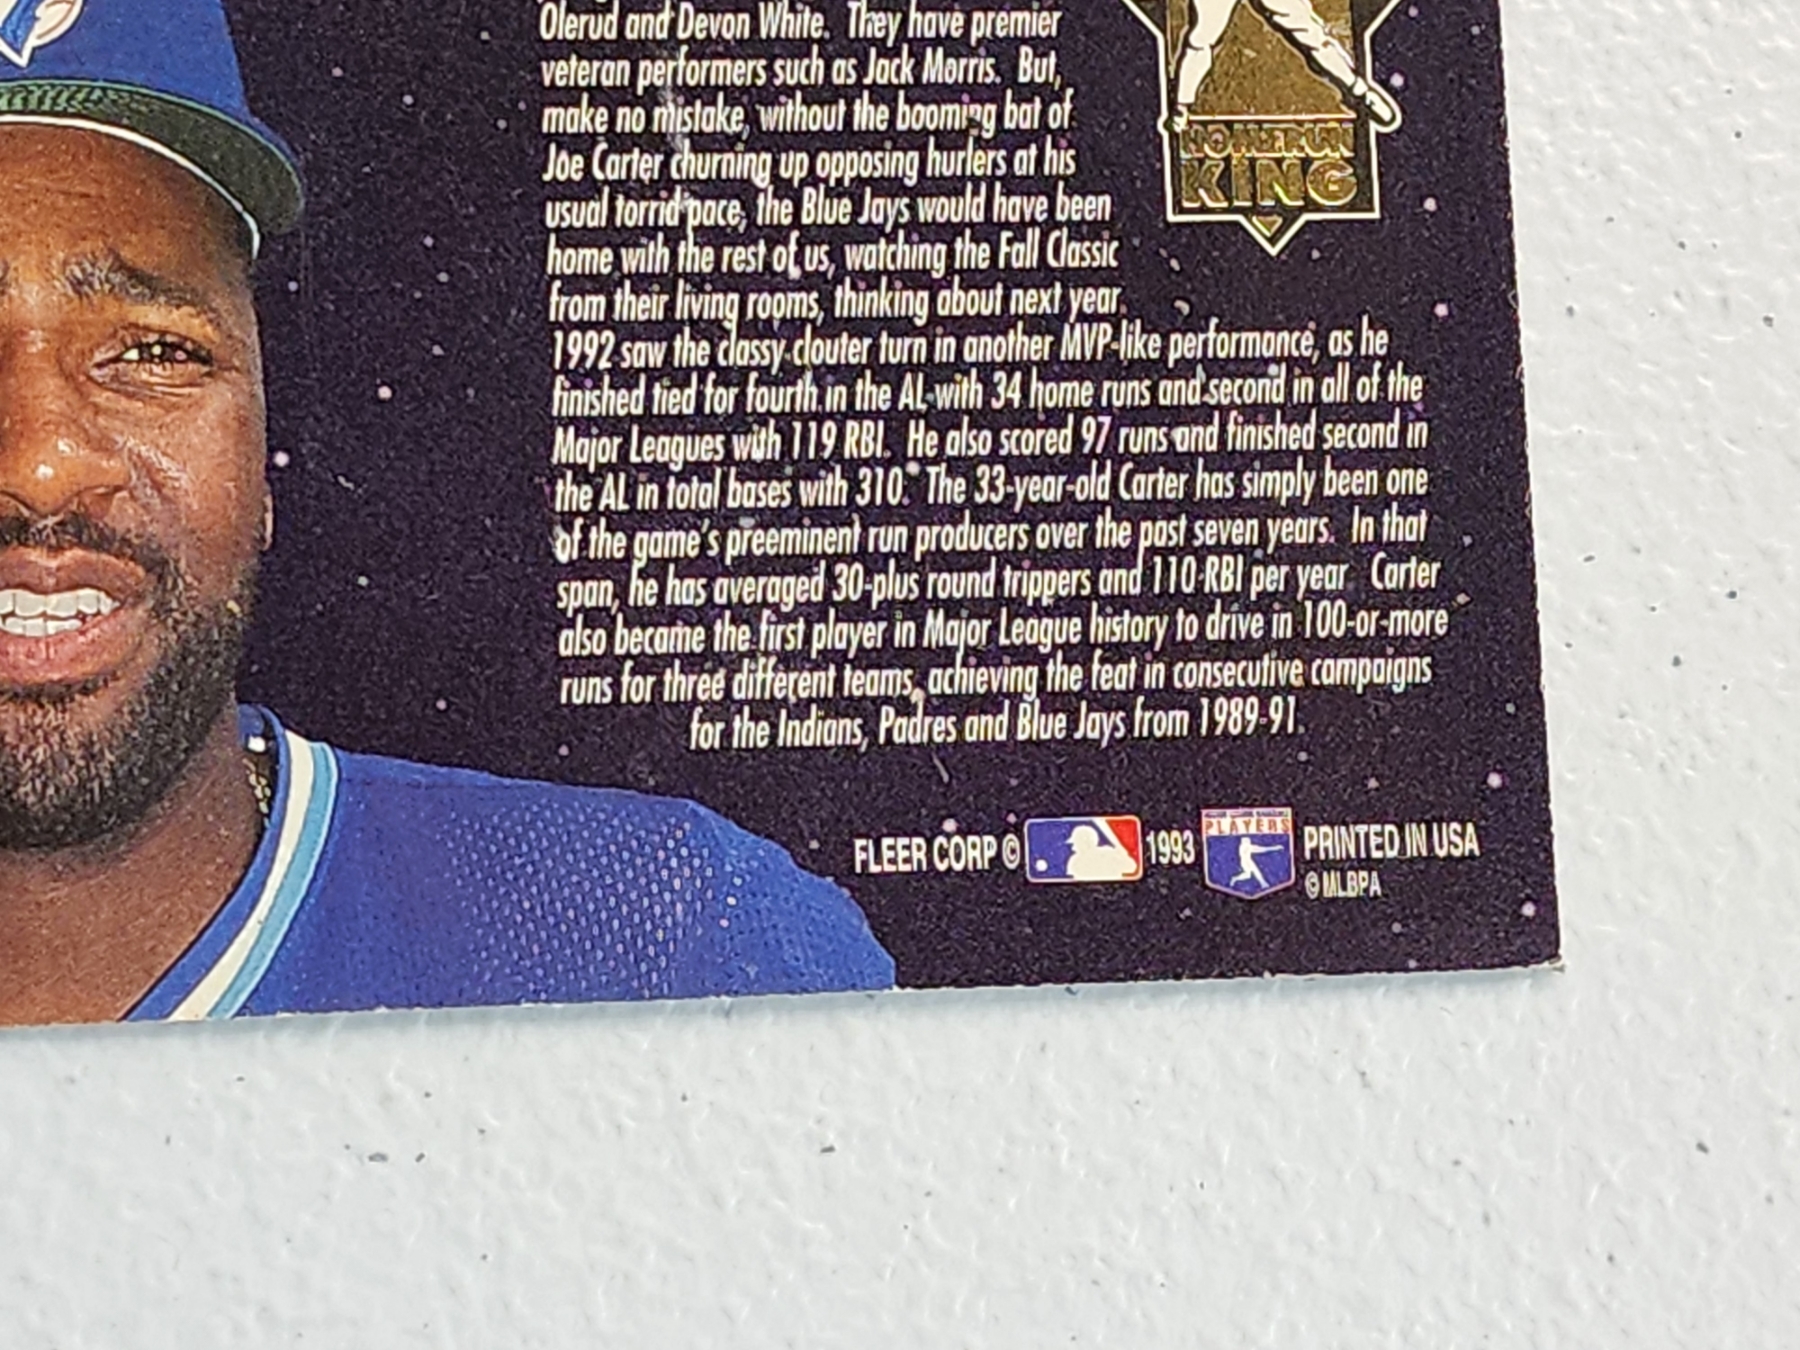 Olerud and Devon White. They have premier
veteran performers such as Jack Morris. But,
make no mistake, without the booming bat of
Joe Carter churning up opposing hurlers at his
usual torrid pace, the Blue Jays would have been
home with the rest of us, watching the Fall Classic
from their living rooms, thinking about next year.
1992 saw the classy clouter turn in another MVP-like performance, as he
finished tied for fourth in the AL with 34 home runs and second in all of the
Major Leagues with 119 RBI. He also scored 97 runs and finished second in
the AL in total bases with 310. The 33-year-old Carter has simply been one
of the game's preeminent run producers over the past seven years. In that
span, he has averaged 30-plus round trippers and 110 RBI per year Carter
also became the first player in Major League history to drive in 100-or-more
runs for three different teams, achieving the feat in consecutive campaigns
for the Indians, Padres and Blue Jays from 1989-91.
HOMERUN
KING
FLEER CORP © 1993 PLAYERS PRINTED IN USA
© MLBPA